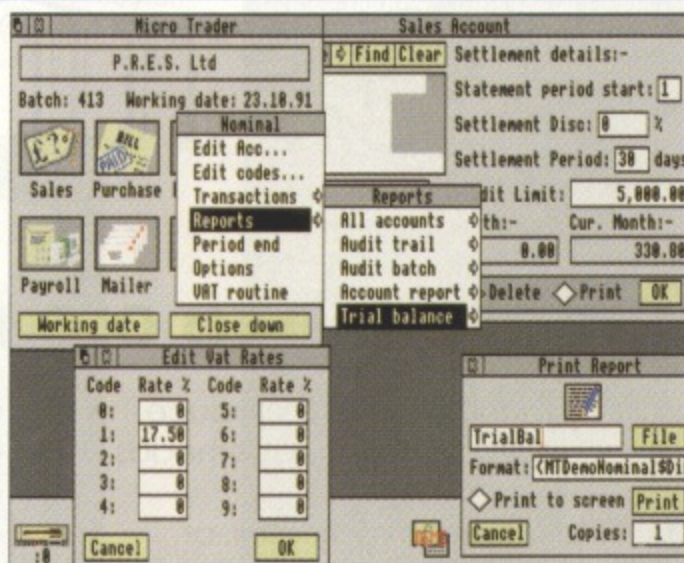 Micro Trader
P.R.E.S. Ltd
Batch: 413 Working date: 23.10.91
Sales
Purchase
Payroll
Mailer
Working date
Close down
Nominal
Edit Acc...
Edit codes...
Transactions
Reports
Period end
Options
VAT routine
Reports
All accounts
Audit trail
Audit batch
Account report
Trial balance
Sales Account
Find Clear
Settlement details:-
Statement period start: 1
Settlement Disc: 0 %
Settlement Period: 30 days
dit Limit: 5,000.00
th:- Cur. Month:-
0.00 330.00
Delete Print OK
Edit Vat Rates
Code Rate % Code Rate %
0: 0 5: 0
1: 17.50 6: 0
2: 0 7: 0
3: 0 8: 0
4: 0 9: 0
Cancel OK
Print Report
TrialBal File
Format: <MTDemoNominal$Di
Print to screen Print
Cancel Copies: 1
:0